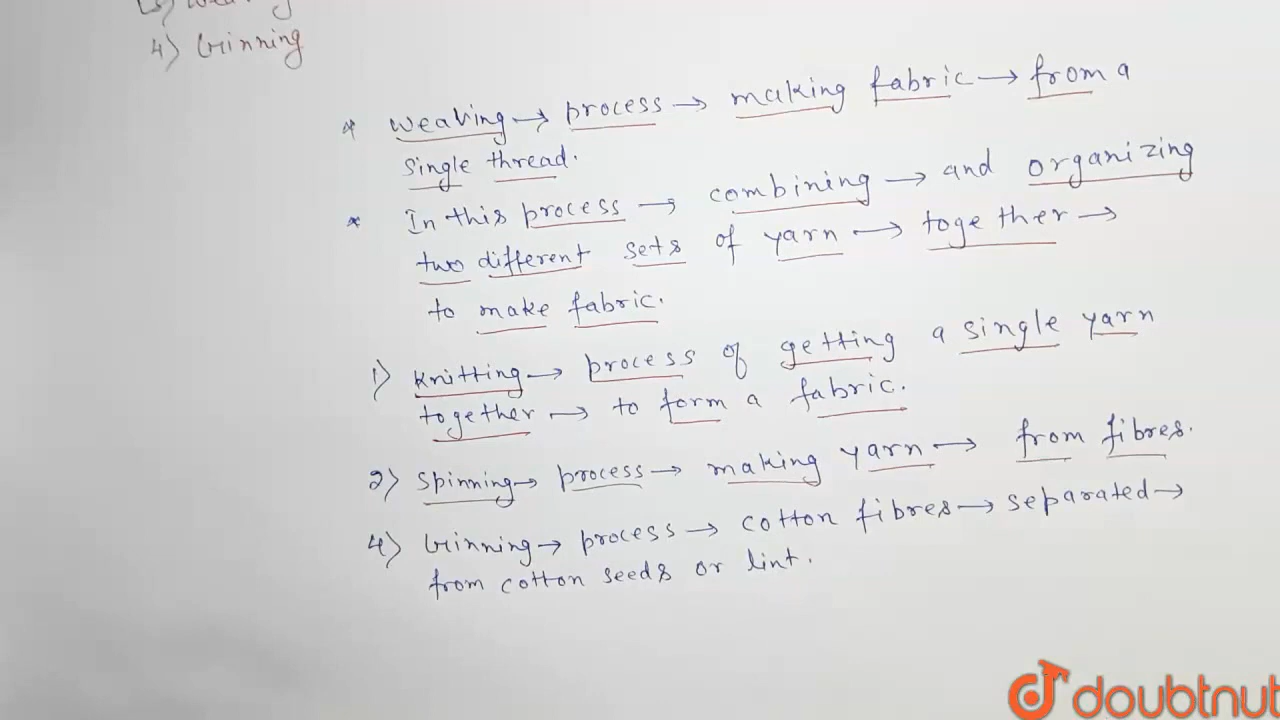 4) Ginning
* Weaving → process → making fabric → from a
single thread.
* In this process → combining → and organizing
two different sets of yarn → together →
to make fabric.
1) Knitting → process of getting a single yarn
together → to form a fabric.
2) Spinning → process → making yarn → from fibres.
4) Ginning → process → cotton fibres → separated →
from cotton seeds or lint.
doubtnut